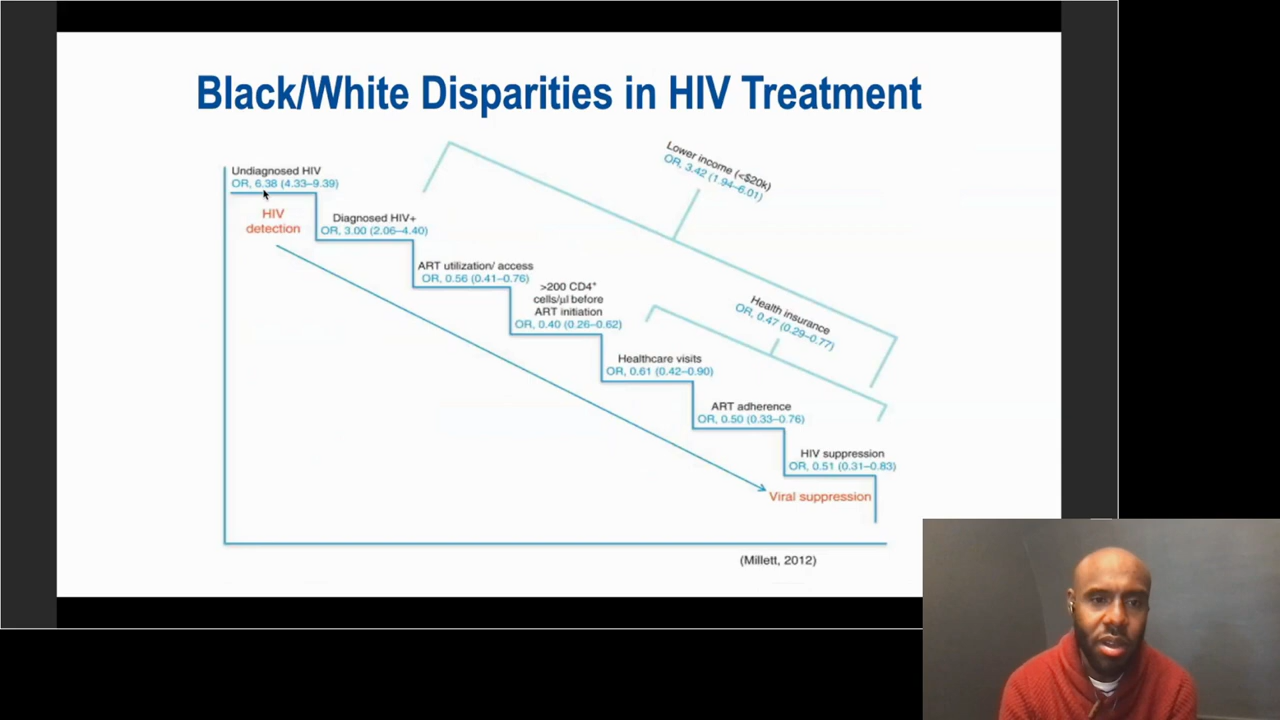 Black/White Disparities in HIV Treatment
Lower income (<$20k)
OR, 3.42 (1.94–6.01)
Undiagnosed HIV
OR, 6.38 (4.33–9.39)
HIV
detection
Diagnosed HIV+
OR, 3.00 (2.06–4.40)
ART utilization/ access
OR, 0.56 (0.41–0.76)
>200 CD4⁺
cells/µl before
ART initiation
OR, 0.40 (0.26–0.62)
Health insurance
OR, 0.47 (0.29–0.77)
Healthcare visits
OR, 0.61 (0.42–0.90)
ART adherence
OR, 0.50 (0.33–0.76)
HIV suppression
OR, 0.51 (0.31–0.83)
Viral suppression
(Millett, 2012)